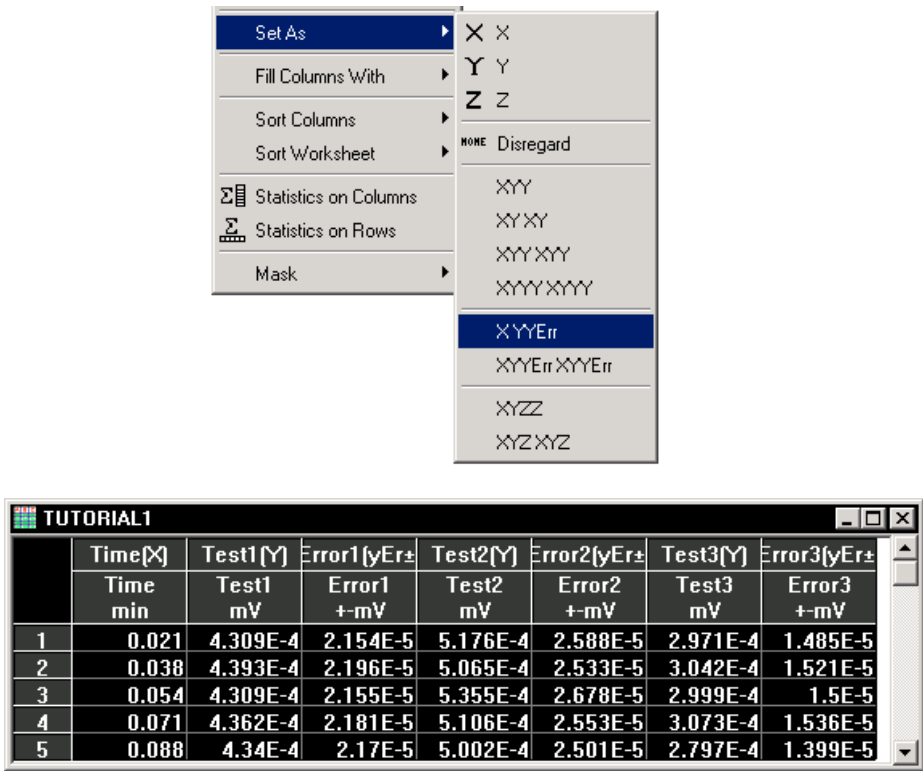 Set As
Fill Columns With
Sort Columns
Sort Worksheet
Statistics on Columns
Statistics on Rows
Mask
X X
Y Y
Z Z
NONE Disregard
XYY
XY XY
XYY XYY
XYYY XYYY
X YYErr
XYYErr XYYErr
XYZZ
XYZ XYZ
TUTORIAL1
Time(X) Test1(Y) Error1(yEr± Test2(Y) Error2(yEr± Test3(Y) Error3(yEr±
Time Test1 Error1 Test2 Error2 Test3 Error3
min mV +-mV mV +-mV mV +-mV
1 0.021 4.309E-4 2.154E-5 5.176E-4 2.588E-5 2.971E-4 1.485E-5
2 0.038 4.393E-4 2.196E-5 5.065E-4 2.533E-5 3.042E-4 1.521E-5
3 0.054 4.309E-4 2.155E-5 5.355E-4 2.678E-5 2.999E-4 1.5E-5
4 0.071 4.362E-4 2.181E-5 5.106E-4 2.553E-5 3.073E-4 1.536E-5
5 0.088 4.34E-4 2.17E-5 5.002E-4 2.501E-5 2.797E-4 1.399E-5